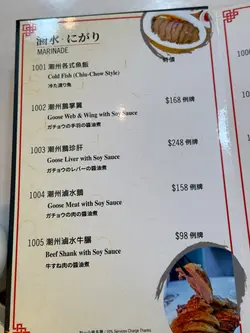 滷水·にがり
MARINADE
特價
1001 潮州各式魚飯
Cold Fish (Chiu-Chow Style)
冷た潮り魚
1002 潮州鵝掌翼 $168 例牌
Goose Web & Wing with Soy Sauce
ガチョウの手羽の醤油煮
1003 潮州鵝珍肝 $248 例牌
Goose Liver with Soy Sauce
ガチョウのレバーの醤油煮
1004 潮州滷水鵝 $158 例牌
Goose Meat with Soy Sauce
ガチョウの肉の醤油煮
1005 潮州滷水牛𦟌 $98 例牌
Beef Shank with Soy Sauce
牛すね肉の醤油煮
10% Service Charge Thanks